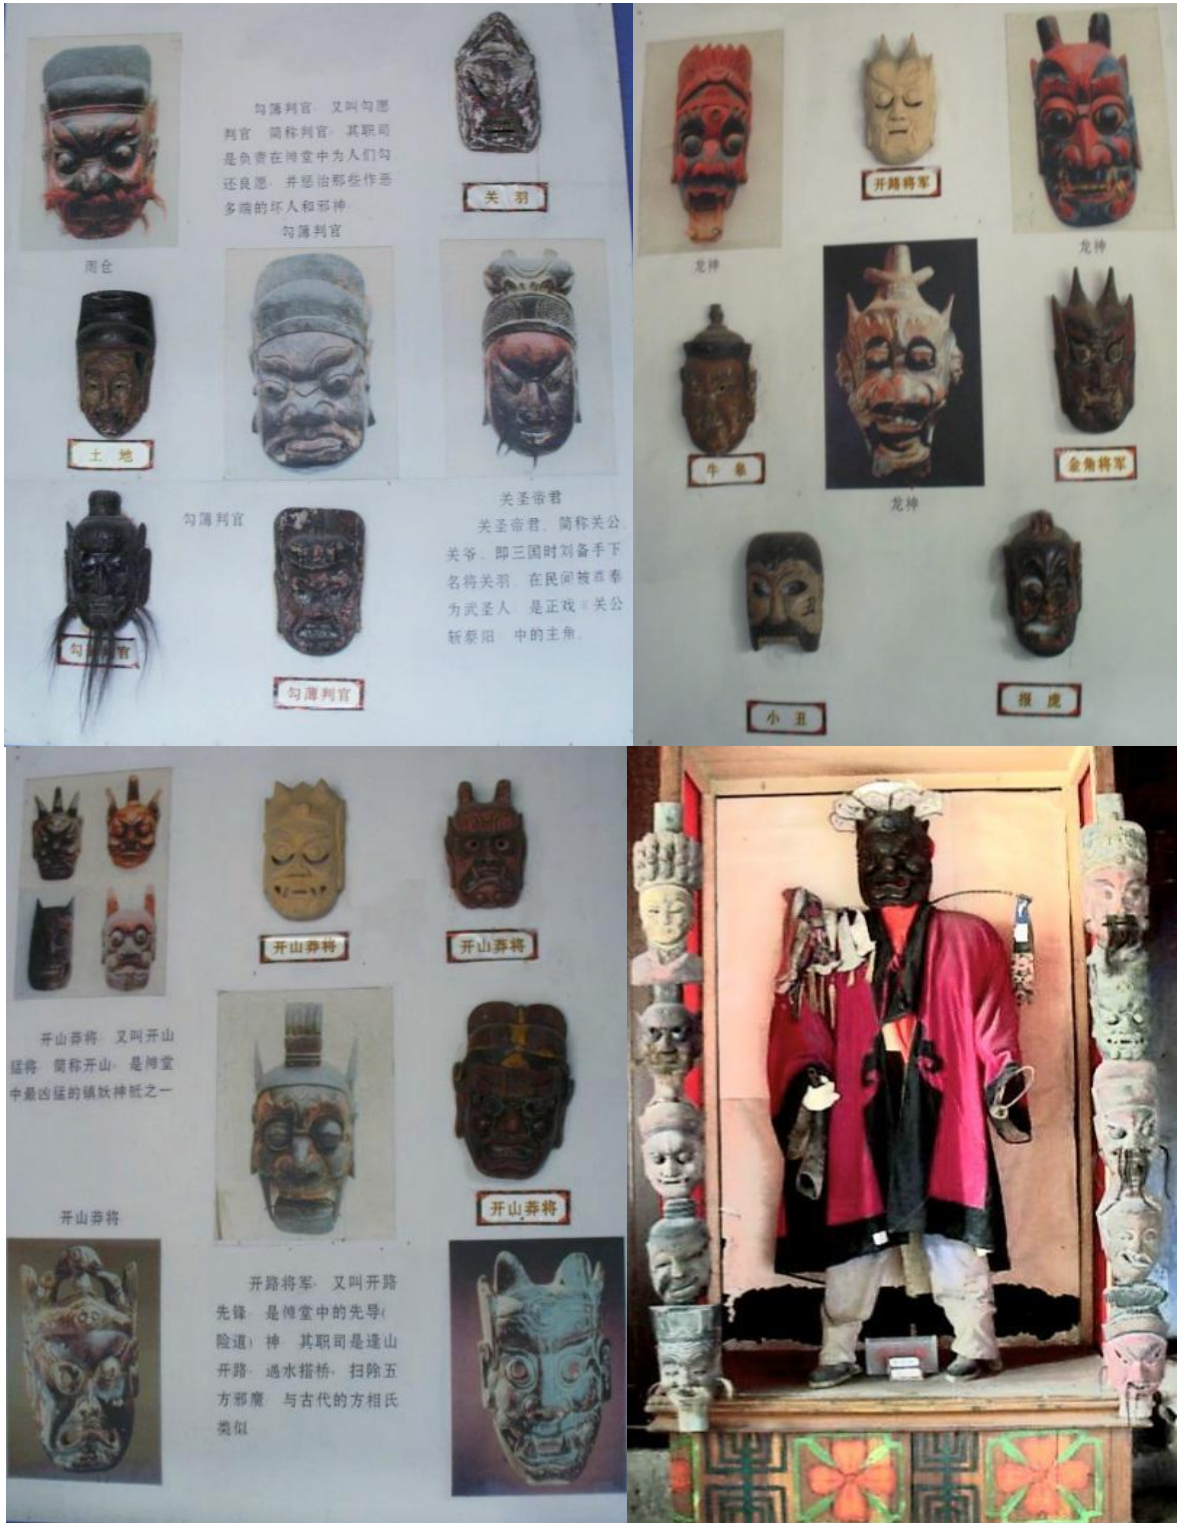 勾薄判官，又叫勾愿
判官，简称判官，其职司
是负责在傩堂中为人们勾
还良愿，并惩治那些作恶
多端的坏人和邪神。
勾薄判官
关 羽
周仓
土 地
勾薄判官
关圣帝君
关圣帝君，简称关公、
关爷，即三国时刘备手下
名将关羽，在民间被喜奉
为武圣人，是正戏《关公
斩蔡阳》中的主角。
官
勾薄判官
开路将军
龙神
龙神
牛 皋
金角将军
龙神
小 丑
报 虎
开山莽将
开山莽将
开山莽将，又叫开山
猛将，简称开山，是傩堂
中最凶猛的镇妖神祇之一
开山莽将
开山莽将
开路将军，又叫开路
先锋，是傩堂中的先导(
险道）神，其职司是逢山
开路，遇水搭桥，扫除五
方邪魔，与古代的方相氏
类似